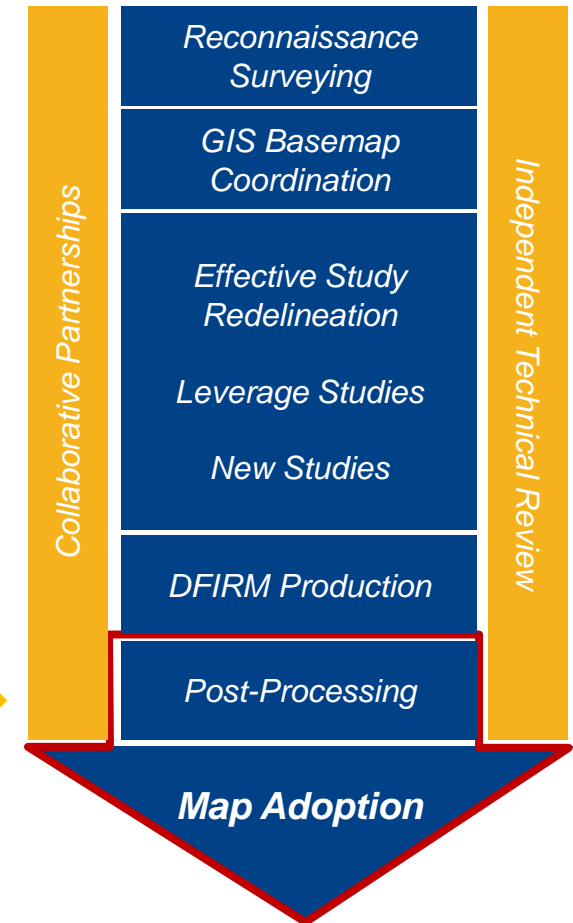 Reconnaissance
Surveying
GIS Basemap
Coordination
Effective Study
Redelineation
Leverage Studies
New Studies
DFIRM Production
Post-Processing
Map Adoption
Collaborative Partnerships
Independent Technical Review